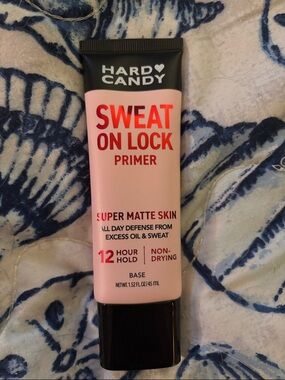 HARD♥
CANDY
SWEAT
ON LOCK
PRIMER
SUPER MATTE SKIN
ALL DAY DEFENSE FROM
EXCESS OIL & SWEAT
12 HOUR HOLD | NON-DRYING
BASE
NET WT. 1.52 FL OZ/ 45 mL